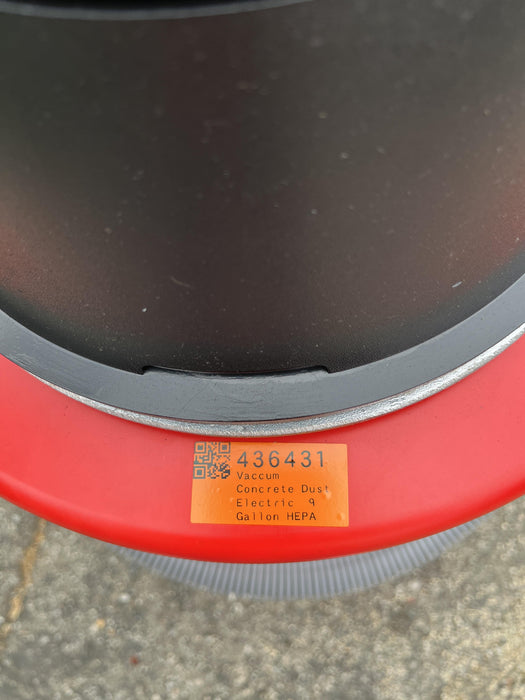 436431
Vaccum
Concrete Dust
Electric 9
Gallon HEPA